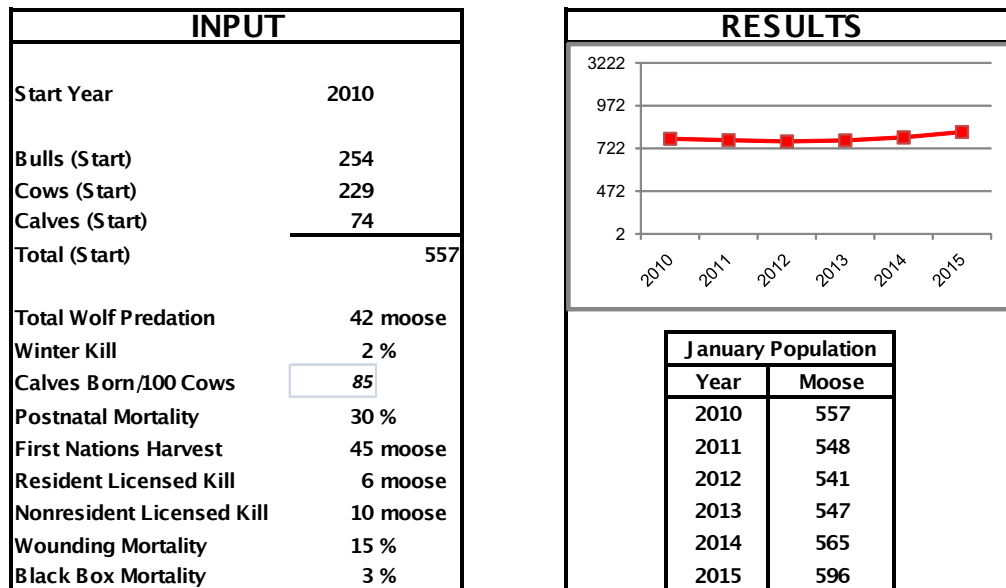 INPUT
Start Year 2010
Bulls (Start) 254
Cows (Start) 229
Calves (Start) 74
Total (Start) 557
Total Wolf Predation 42 moose
Winter Kill 2 %
Calves Born/100 Cows 85
Postnatal Mortality 30 %
First Nations Harvest 45 moose
Resident Licensed Kill 6 moose
Nonresident Licensed Kill 10 moose
Wounding Mortality 15 %
Black Box Mortality 3 %
RESULTS
3222
972
722
472
2
2010 2011 2012 2013 2014 2015
January Population
Year Moose
2010 557
2011 548
2012 541
2013 547
2014 565
2015 596